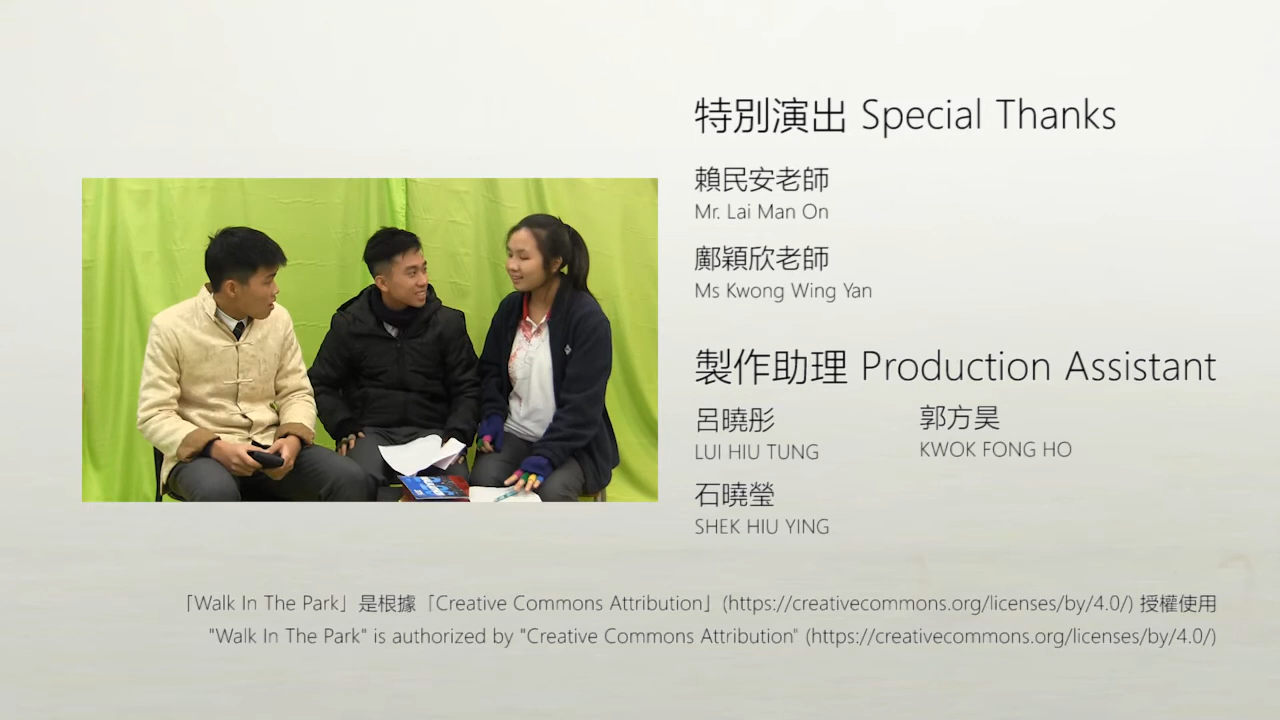 特別演出 Special Thanks
賴民安老師
Mr. Lai Man On
鄺穎欣老師
Ms Kwong Wing Yan
製作助理 Production Assistant
呂曉彤
LUI HIU TUNG
郭方昊
KWOK FONG HO
石曉瑩
SHEK HIU YING
「Walk In The Park」是根據「Creative Commons Attribution」(https://creativecommons.org/licenses/by/4.0/) 授權使用
"Walk In The Park" is authorized by "Creative Commons Attribution" (https://creativecommons.org/licenses/by/4.0/)